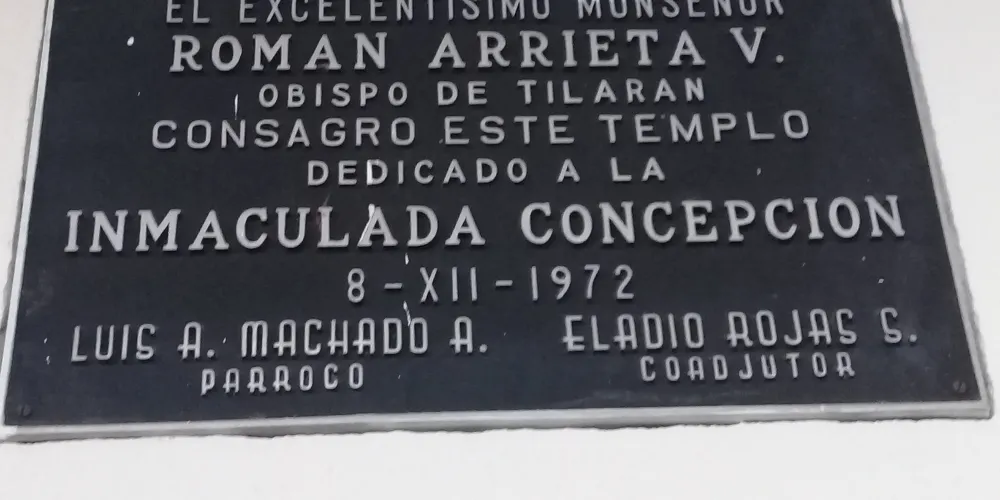 EL EXCELENTISIMO MONSEÑOR
ROMAN ARRIETA V.
OBISPO DE TILARAN
CONSAGRO ESTE TEMPLO
DEDICADO A LA
INMACULADA CONCEPCION
8-XII-1972
LUIS A. MACHADO A.
PARROCO
ELADIO ROJAS S.
COADJUTOR